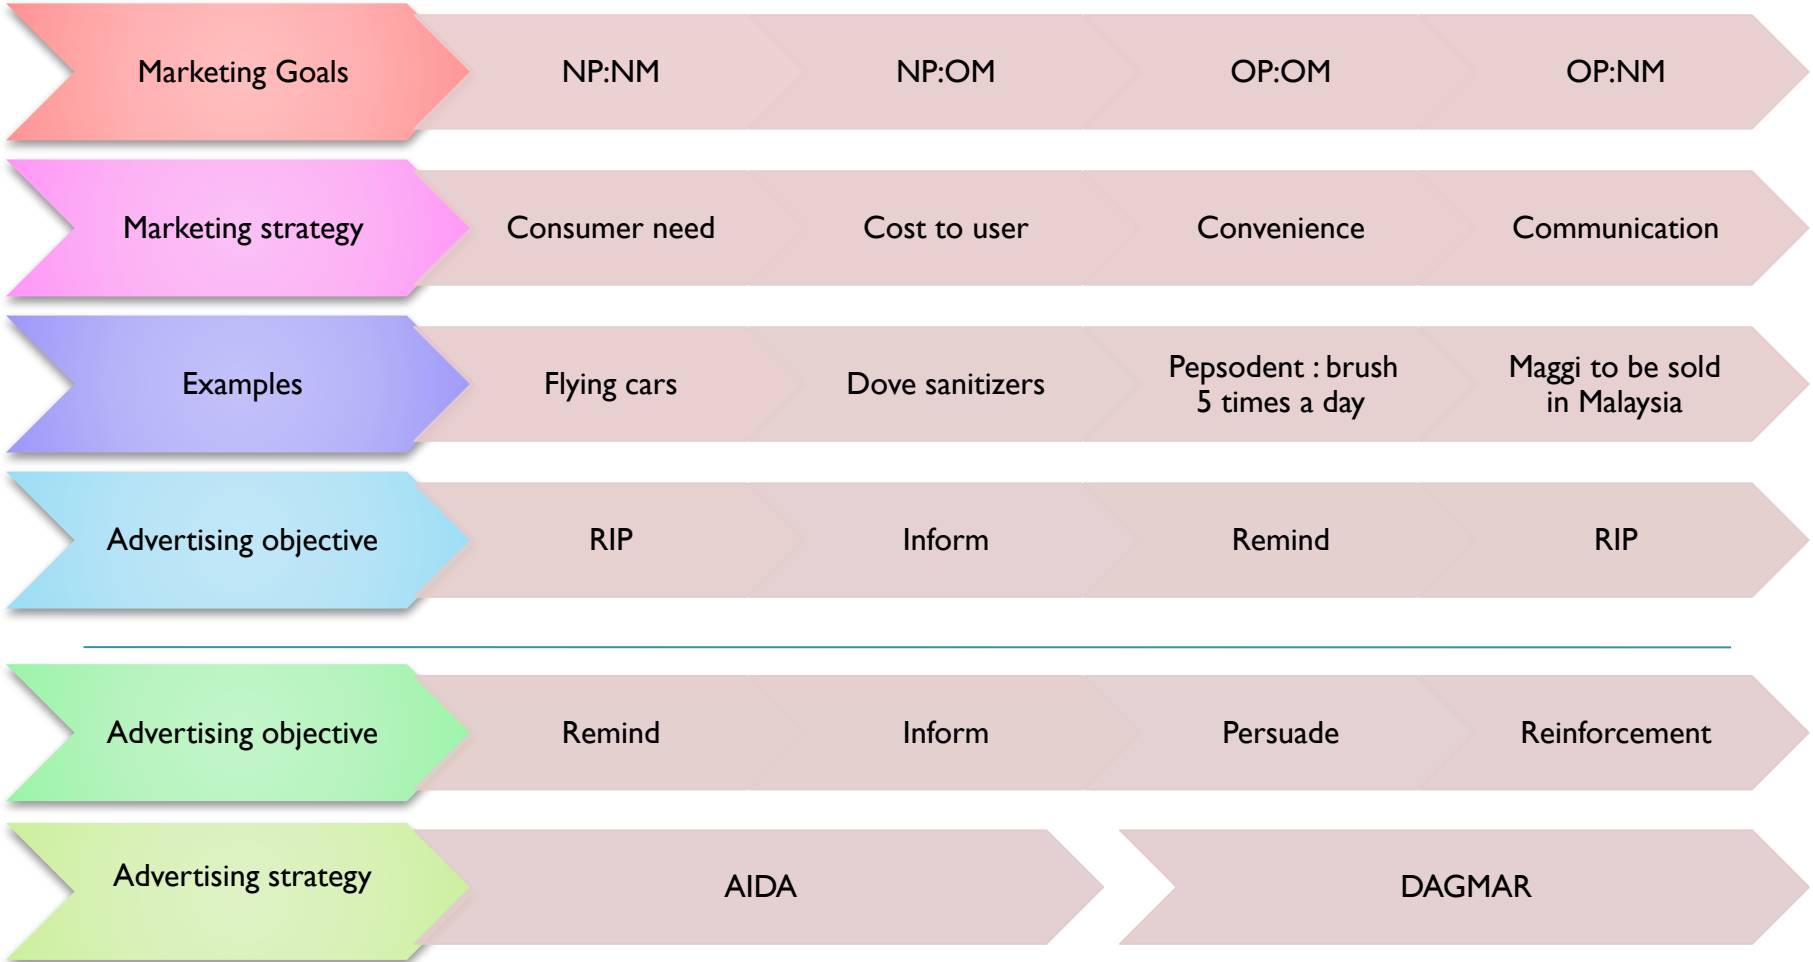 Marketing Goals
NP:NM
NP:OM
OP:OM
OP:NM
Marketing strategy
Consumer need
Cost to user
Convenience
Communication
Examples
Flying cars
Dove sanitizers
Pepsodent : brush
5 times a day
Maggi to be sold
in Malaysia
Advertising objective
RIP
Inform
Remind
RIP
Advertising objective
Remind
Inform
Persuade
Reinforcement
Advertising strategy
AIDA
DAGMAR